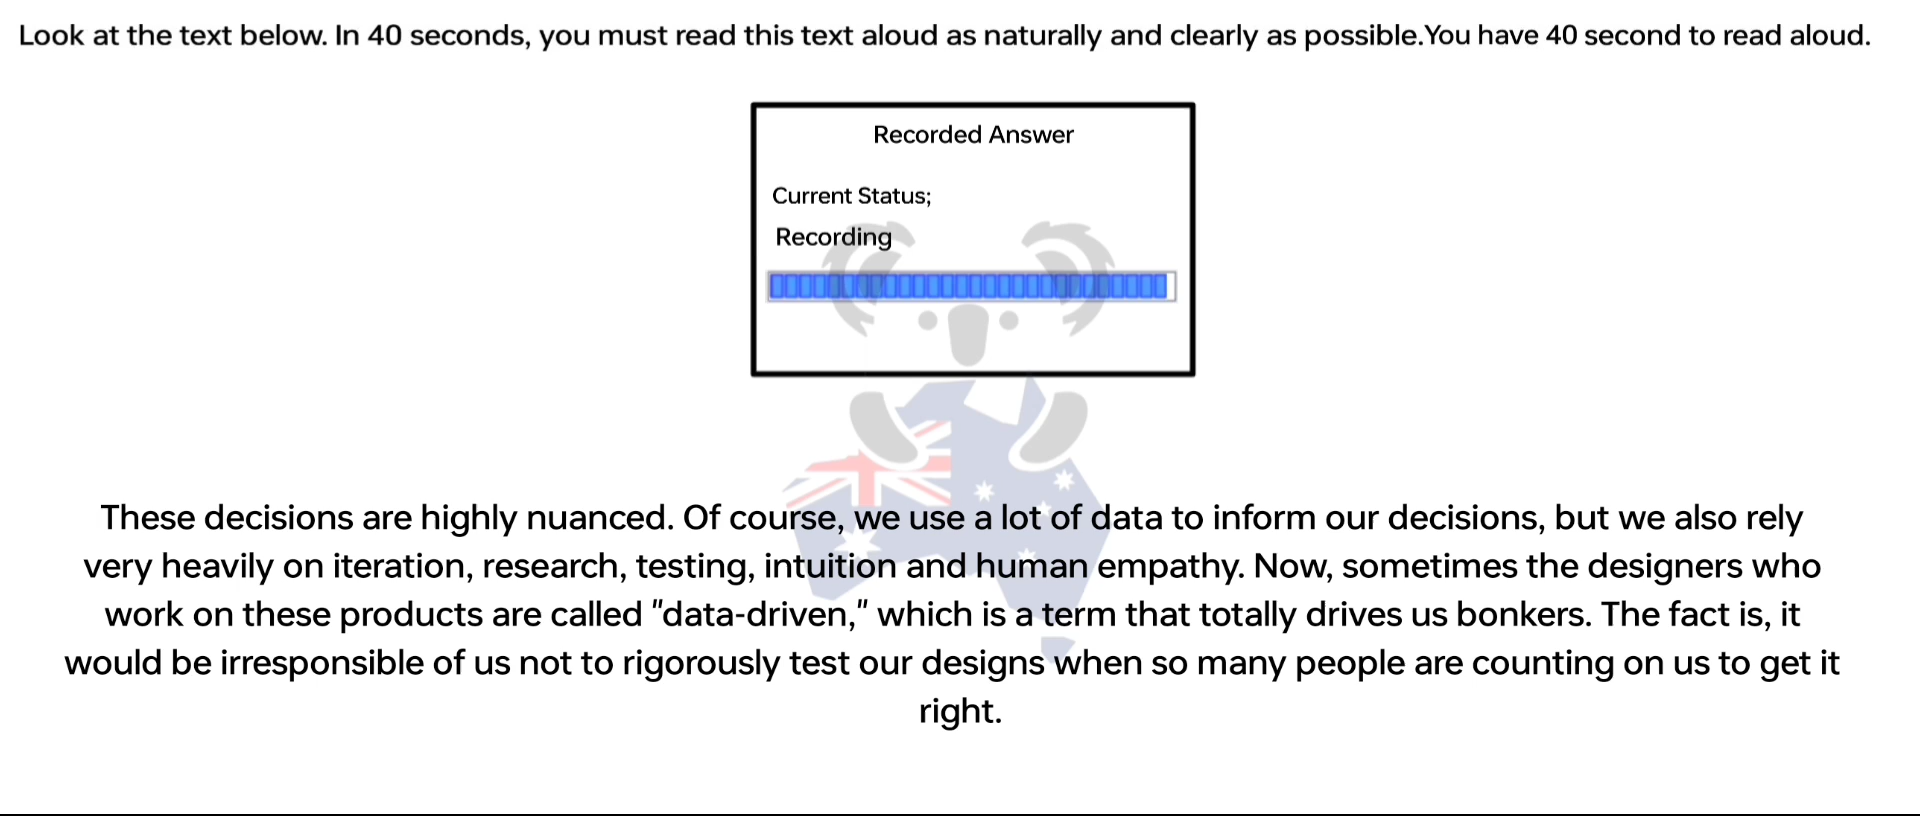 Look at the text below. In 40 seconds, you must read this text aloud as naturally and clearly as possible.You have 40 second to read aloud.
Recorded Answer
Current Status;
Recording
These decisions are highly nuanced. Of course, we use a lot of data to inform our decisions, but we also rely
very heavily on iteration, research, testing, intuition and human empathy. Now, sometimes the designers who
work on these products are called "data-driven," which is a term that totally drives us bonkers. The fact is, it
would be irresponsible of us not to rigorously test our designs when so many people are counting on us to get it
right.